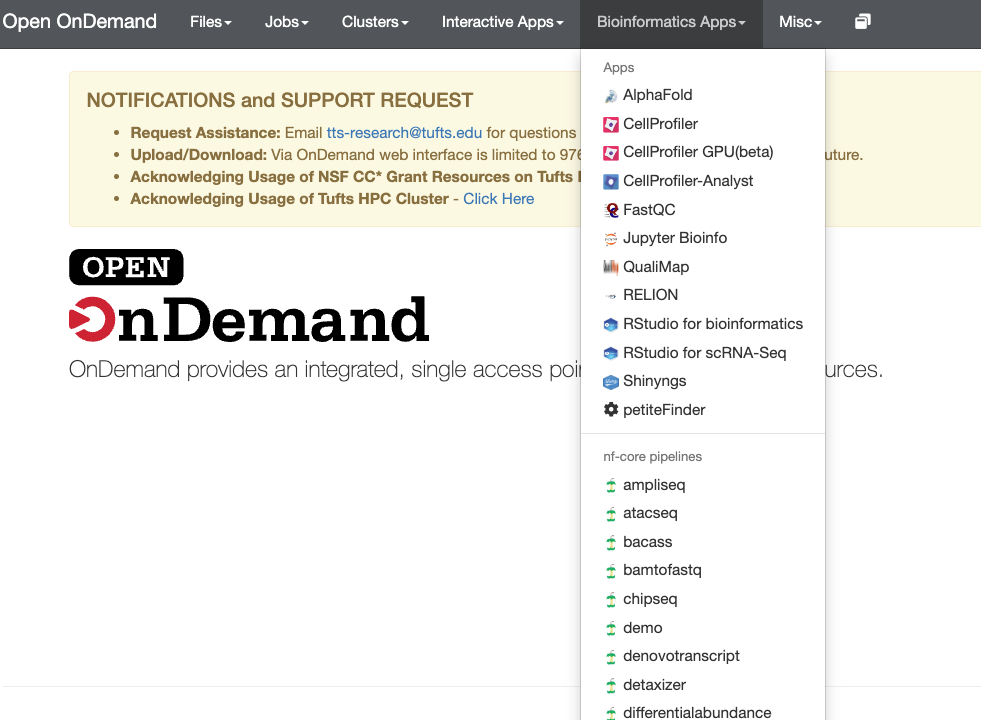 Open OnDemand Files Jobs Clusters Interactive Apps Bioinformatics Apps Misc
NOTIFICATIONS and SUPPORT REQUEST
Request Assistance: Email tts-research@tufts.edu for questions
Upload/Download: Via OnDemand web interface is limited to 976 uture.
Acknowledging Usage of NSF CC* Grant Resources on Tufts
Acknowledging Usage of Tufts HPC Cluster - Click Here
OPEN
OnDemand
OnDemand provides an integrated, single access poi urces.
Apps
AlphaFold
CellProfiler
CellProfiler GPU(beta)
CellProfiler-Analyst
FastQC
Jupyter Bioinfo
QualiMap
RELION
RStudio for bioinformatics
RStudio for scRNA-Seq
Shinyngs
petiteFinder
nf-core pipelines
ampliseq
atacseq
bacass
bamtofastq
chipseq
demo
denovotranscript
detaxizer
differentialabundance